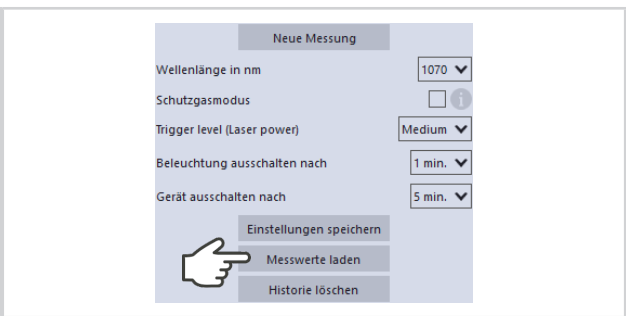 Neue Messung
Wellenlänge in nm 1070
Schutzgasmodus i
Trigger level (Laser power) Medium
Beleuchtung ausschalten nach 1 min.
Gerät ausschalten nach 5 min.
Einstellungen speichern
Messwerte laden
Historie löschen